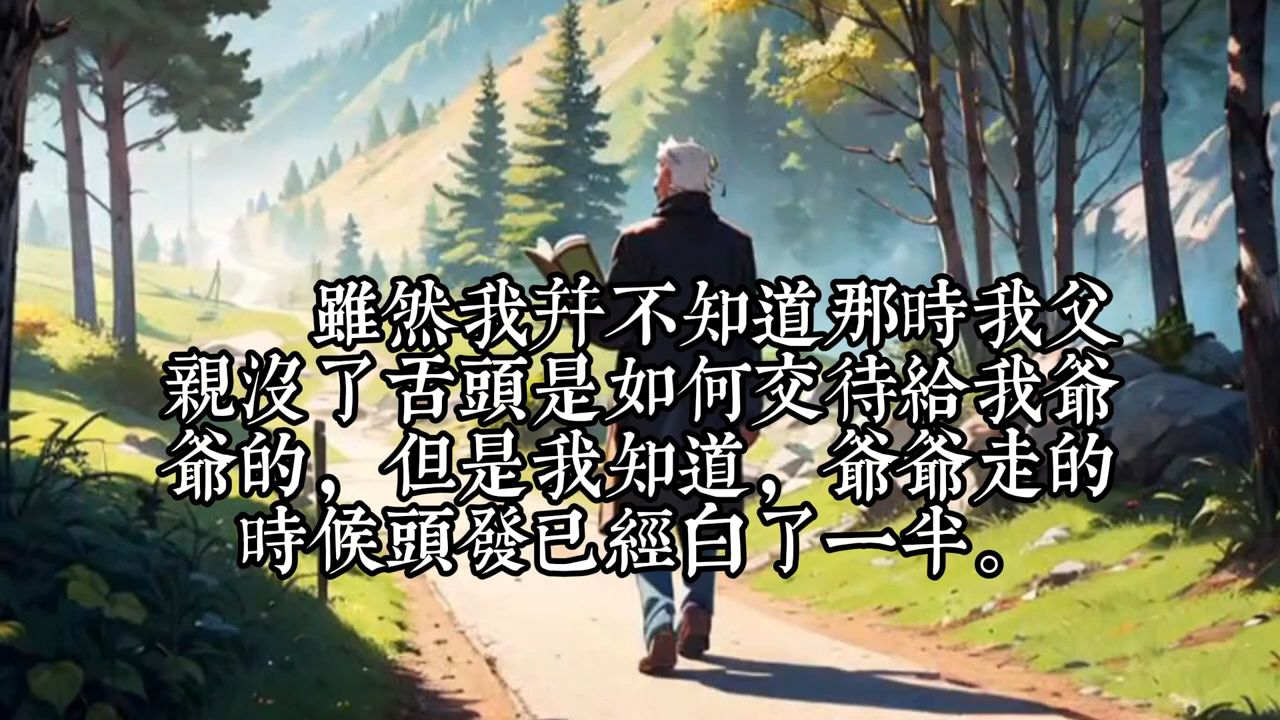 雖然我幷不知道那時我父
親沒了舌頭是如何交待給我爺
爺的，但是我知道，爺爺走的
時候頭發已經白了一半。